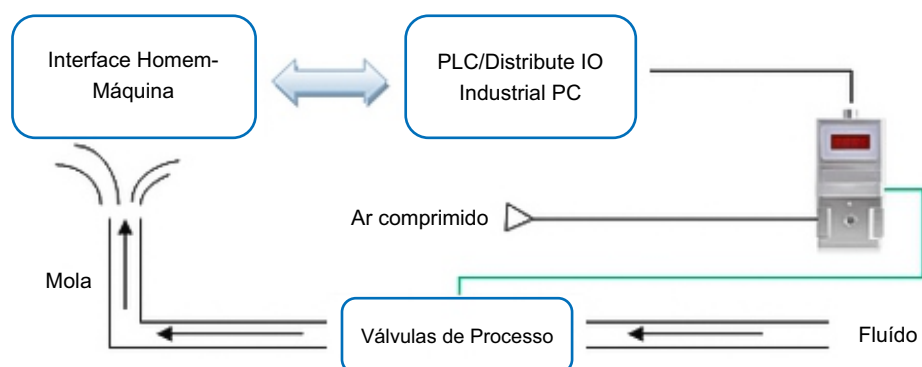 Interface Homem-
Máquina
PLC/Distribute IO
Industrial PC
Ar comprimido
Mola
Válvulas de Processo
Fluído